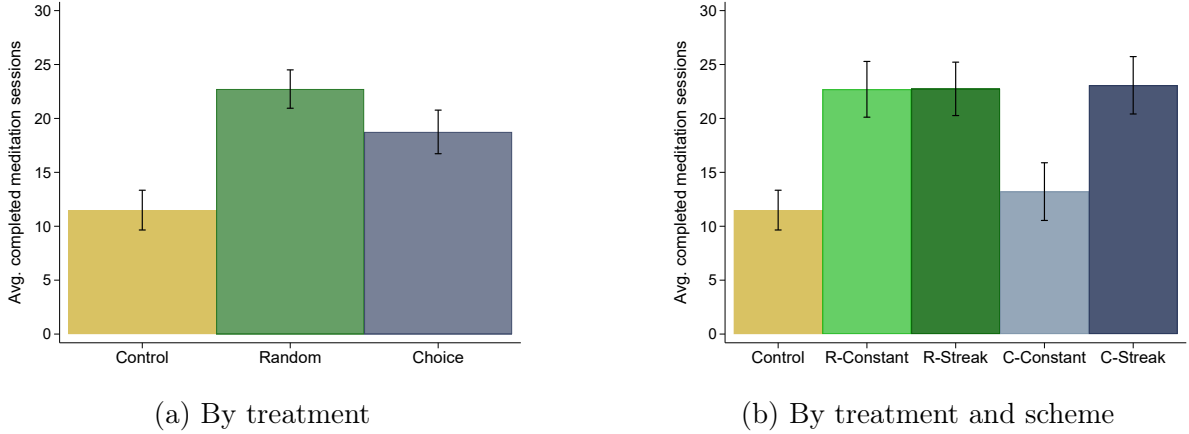 Avg. completed meditation sessions
30
25
20
15
10
5
0
Control Random Choice
(a) By treatment
Avg. completed meditation sessions
30
25
20
15
10
5
0
Control R-Constant R-Streak C-Constant C-Streak
(b) By treatment and scheme